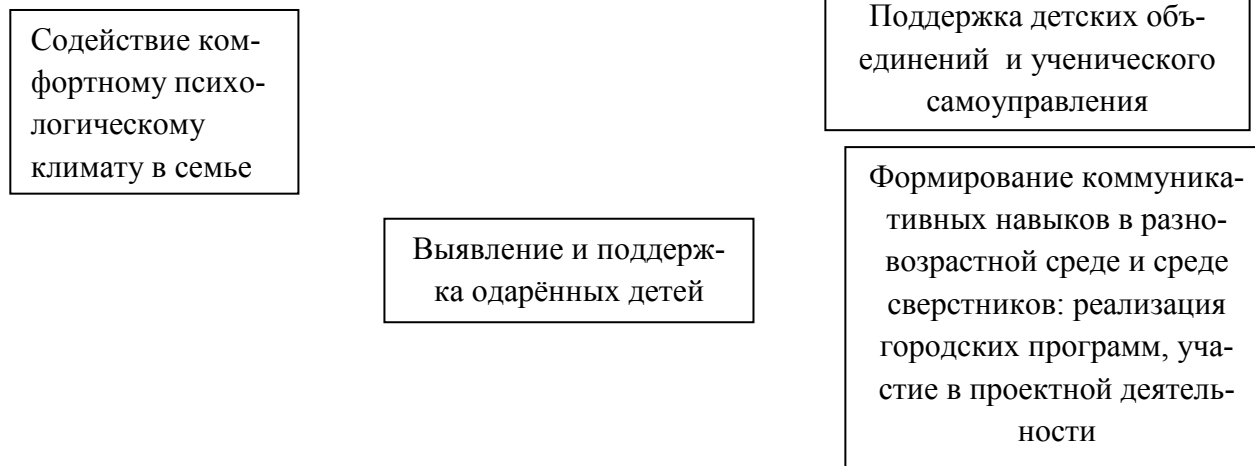 Содействие ком-
фортному психо-
логическому
климату в семье
Поддержка детских объ-
единений и ученического
самоуправления
Выявление и поддерж-
ка одарённых детей
Формирование коммуника-
тивных навыков в разно-
возрастной среде и среде
сверстников: реализация
городских программ, уча-
стие в проектной деятель-
ности